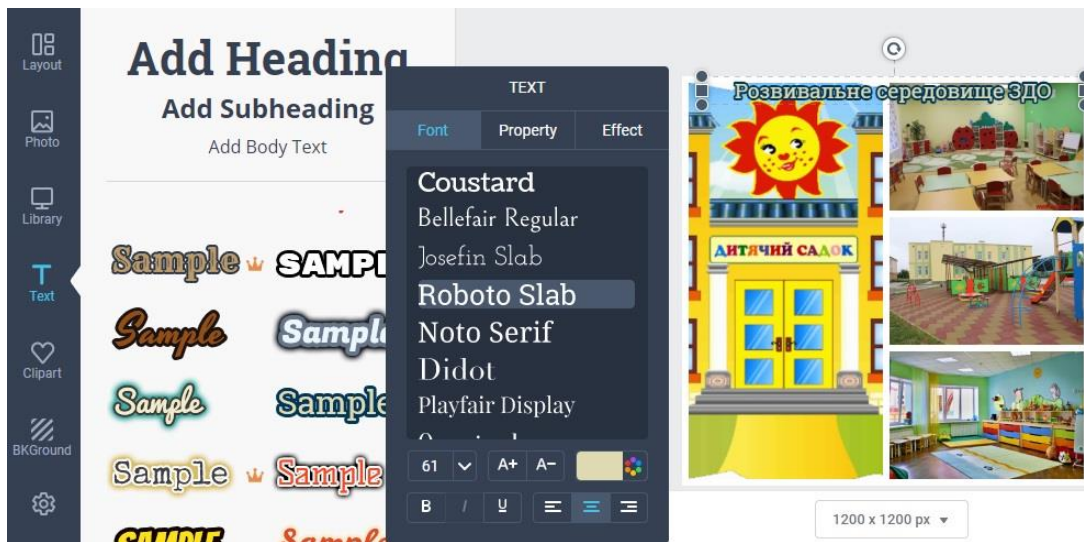 Layout
Photo
Library
Text
Clipart
BKGround
Add Heading
Add Subheading
Add Body Text
Sample
SAMPL
Sample
Sample
Sample
Sample
Sample
Sample
SAMPLE
Sample
TEXT
Font Property Effect
Coustard
Bellefair Regular
Josefin Slab
Roboto Slab
Noto Serif
Didot
Playfair Display
61 A+ A-
B I U
Розвивальне середовище ЗДО
ДИТЯЧИЙ САДОК
1200 x 1200 px